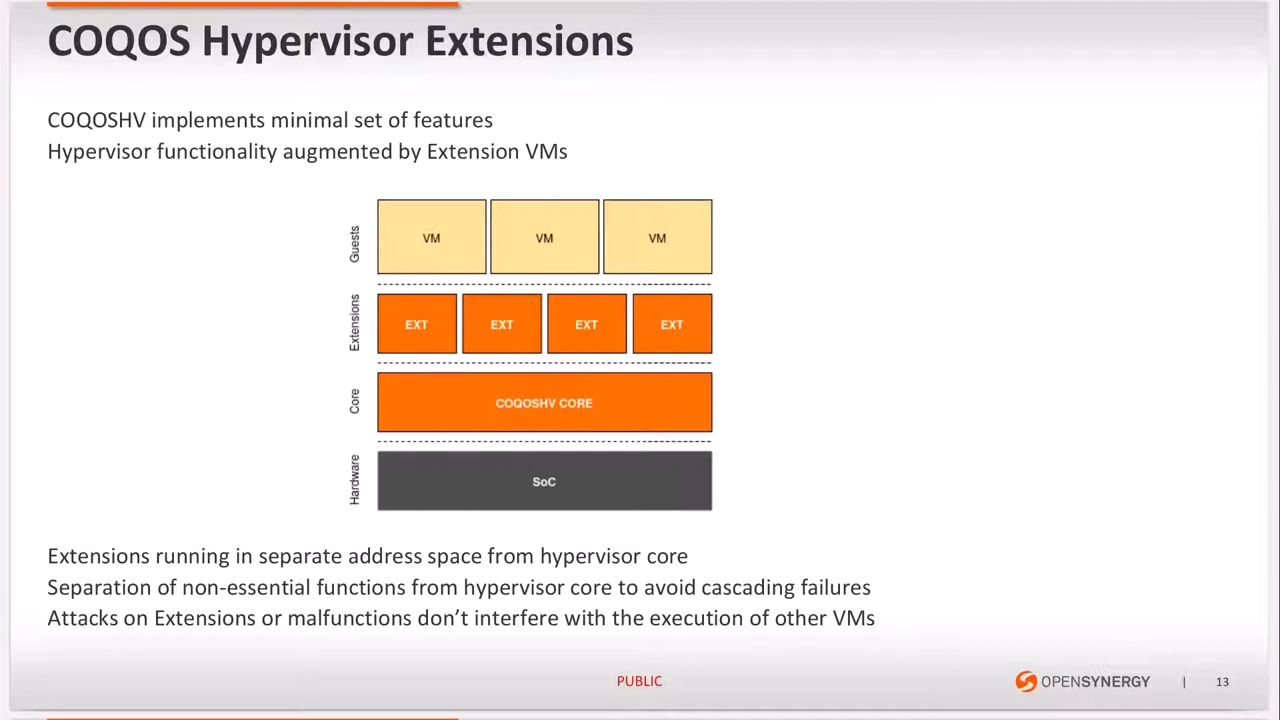 COQOS Hypervisor Extensions
COQOSHV implements minimal set of features
Hypervisor functionality augmented by Extension VMs
Guests
VM VM VM
Extensions
EXT EXT EXT EXT
Core
COQOSHV CORE
Hardware
SoC
Extensions running in separate address space from hypervisor core
Separation of non-essential functions from hypervisor core to avoid cascading failures
Attacks on Extensions or malfunctions don’t interfere with the execution of other VMs
PUBLIC
OPENSYNERGY | 13